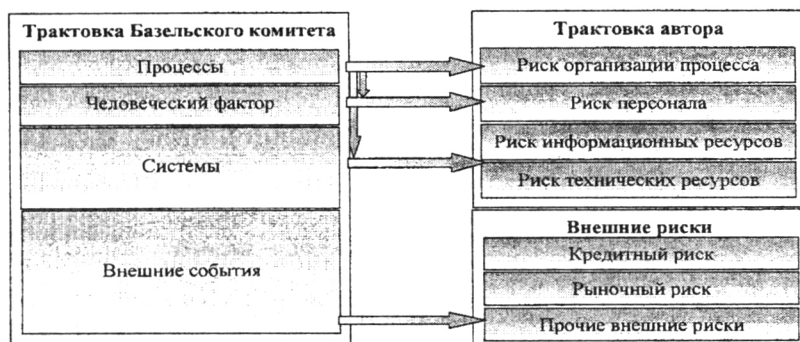 Трактовка Базельского комитета
Процессы
Человеческий фактор
Системы
Внешние события
Трактовка автора
Риск организации процесса
Риск персонала
Риск информационных ресурсов
Риск технических ресурсов
Внешние риски
Кредитный риск
Рыночный риск
Прочие внешние риски